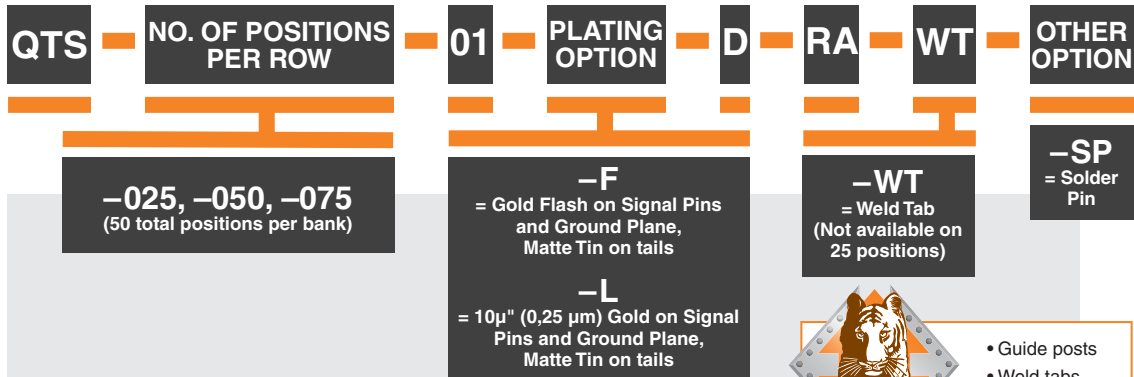 QTS
NO. OF POSITIONS
PER ROW
01
PLATING
OPTION
D
RA
WT
OTHER
OPTION
–025, –050, –075
(50 total positions per bank)
–F
= Gold Flash on Signal Pins
and Ground Plane,
Matte Tin on tails
–L
= 10µ" (0,25 µm) Gold on Signal
Pins and Ground Plane,
Matte Tin on tails
–WT
= Weld Tab
(Not available on
25 positions)
–SP
= Solder
Pin
• Guide posts
• Weld tabs